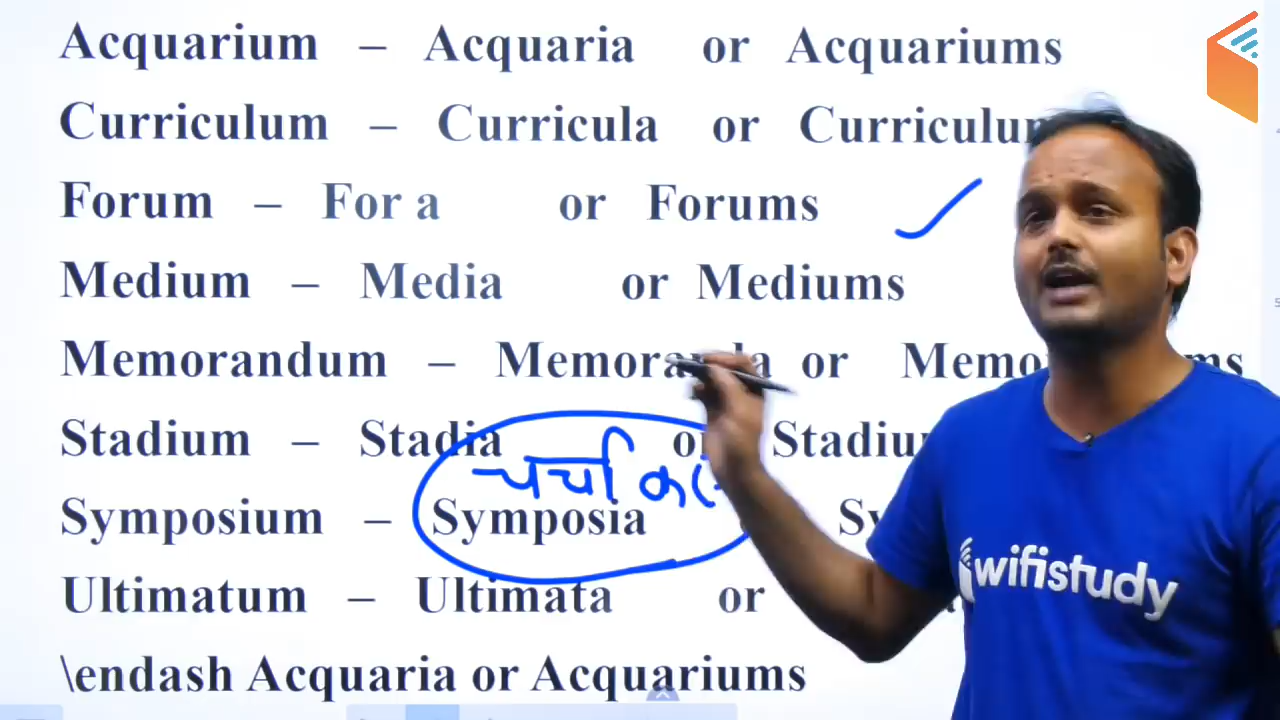 Acquarium – Acquaria or Acquariums
Curriculum – Curricula or
Forum – For a or Forums
Medium – Media or Mediums
Memorandum – or
Stadium – Stadia
चर्चा
Symposium – Symposia
Ultimatum – Ultimata or
\endash Acquaria or Acquariums
wifistudy